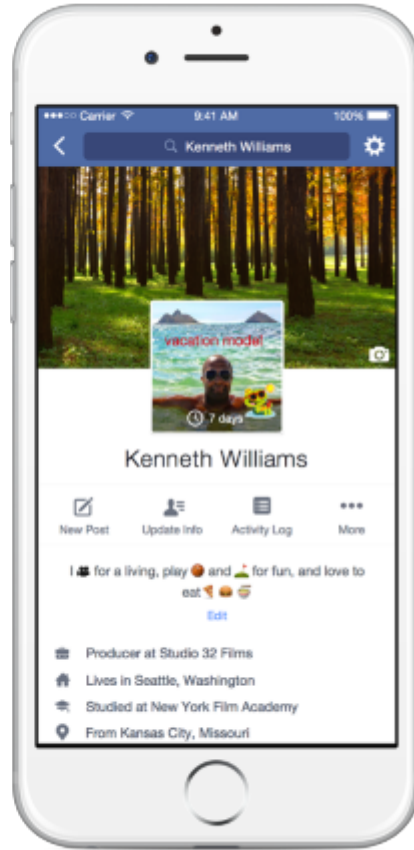 Carrier 9:41 AM 100%
Kenneth Williams
vacation mode!
7 days
Kenneth Williams
New Post Update Info Activity Log More
I 🎥 for a living, play 🏀 and ⛳ for fun, and love to
eat 🍕 🍔 🍜
Edit
Producer at Studio 32 Films
Lives in Seattle, Washington
Studied at New York Film Academy
From Kansas City, Missouri